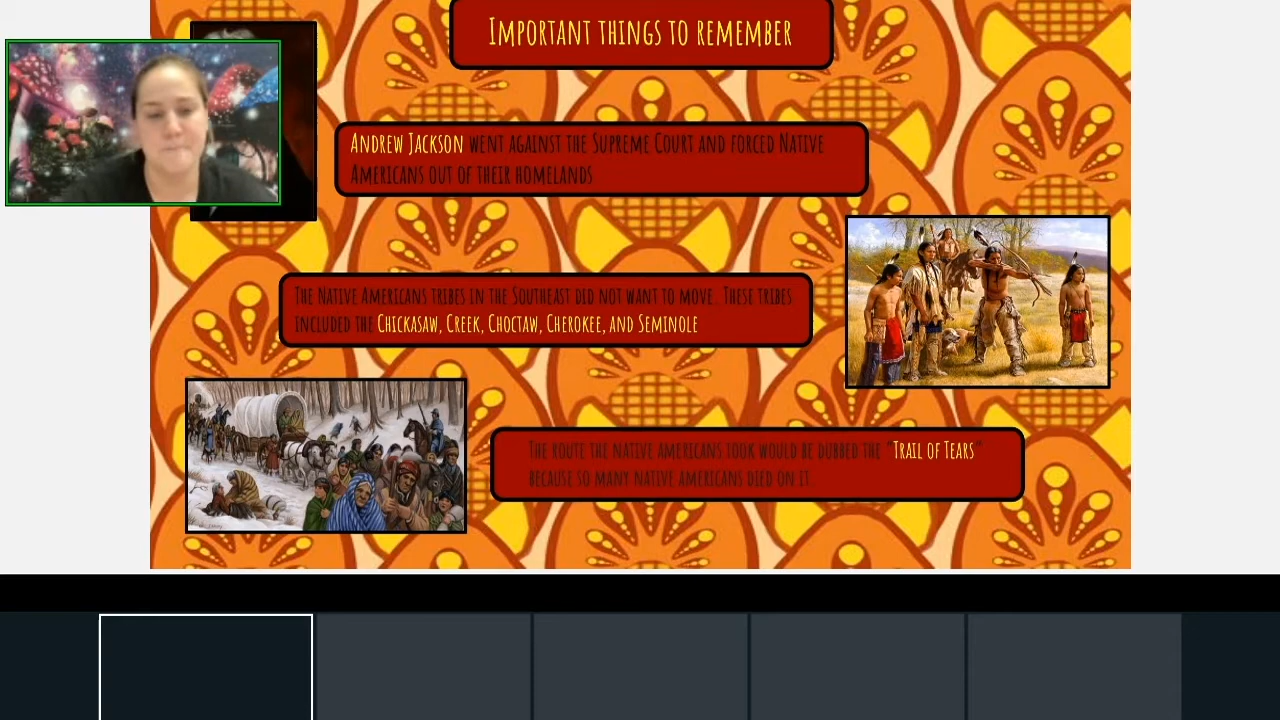 Important things to remember
Andrew Jackson went against the Supreme Court and forced Native
Americans out of their homelands
The Native Americans tribes in the Southeast did not want to move. These tribes
included the Chickasaw, Creek, Choctaw, Cherokee, and Seminole
The route the native americans took would be dubbed the "Trail of Tears"
because so many native americans died on it.